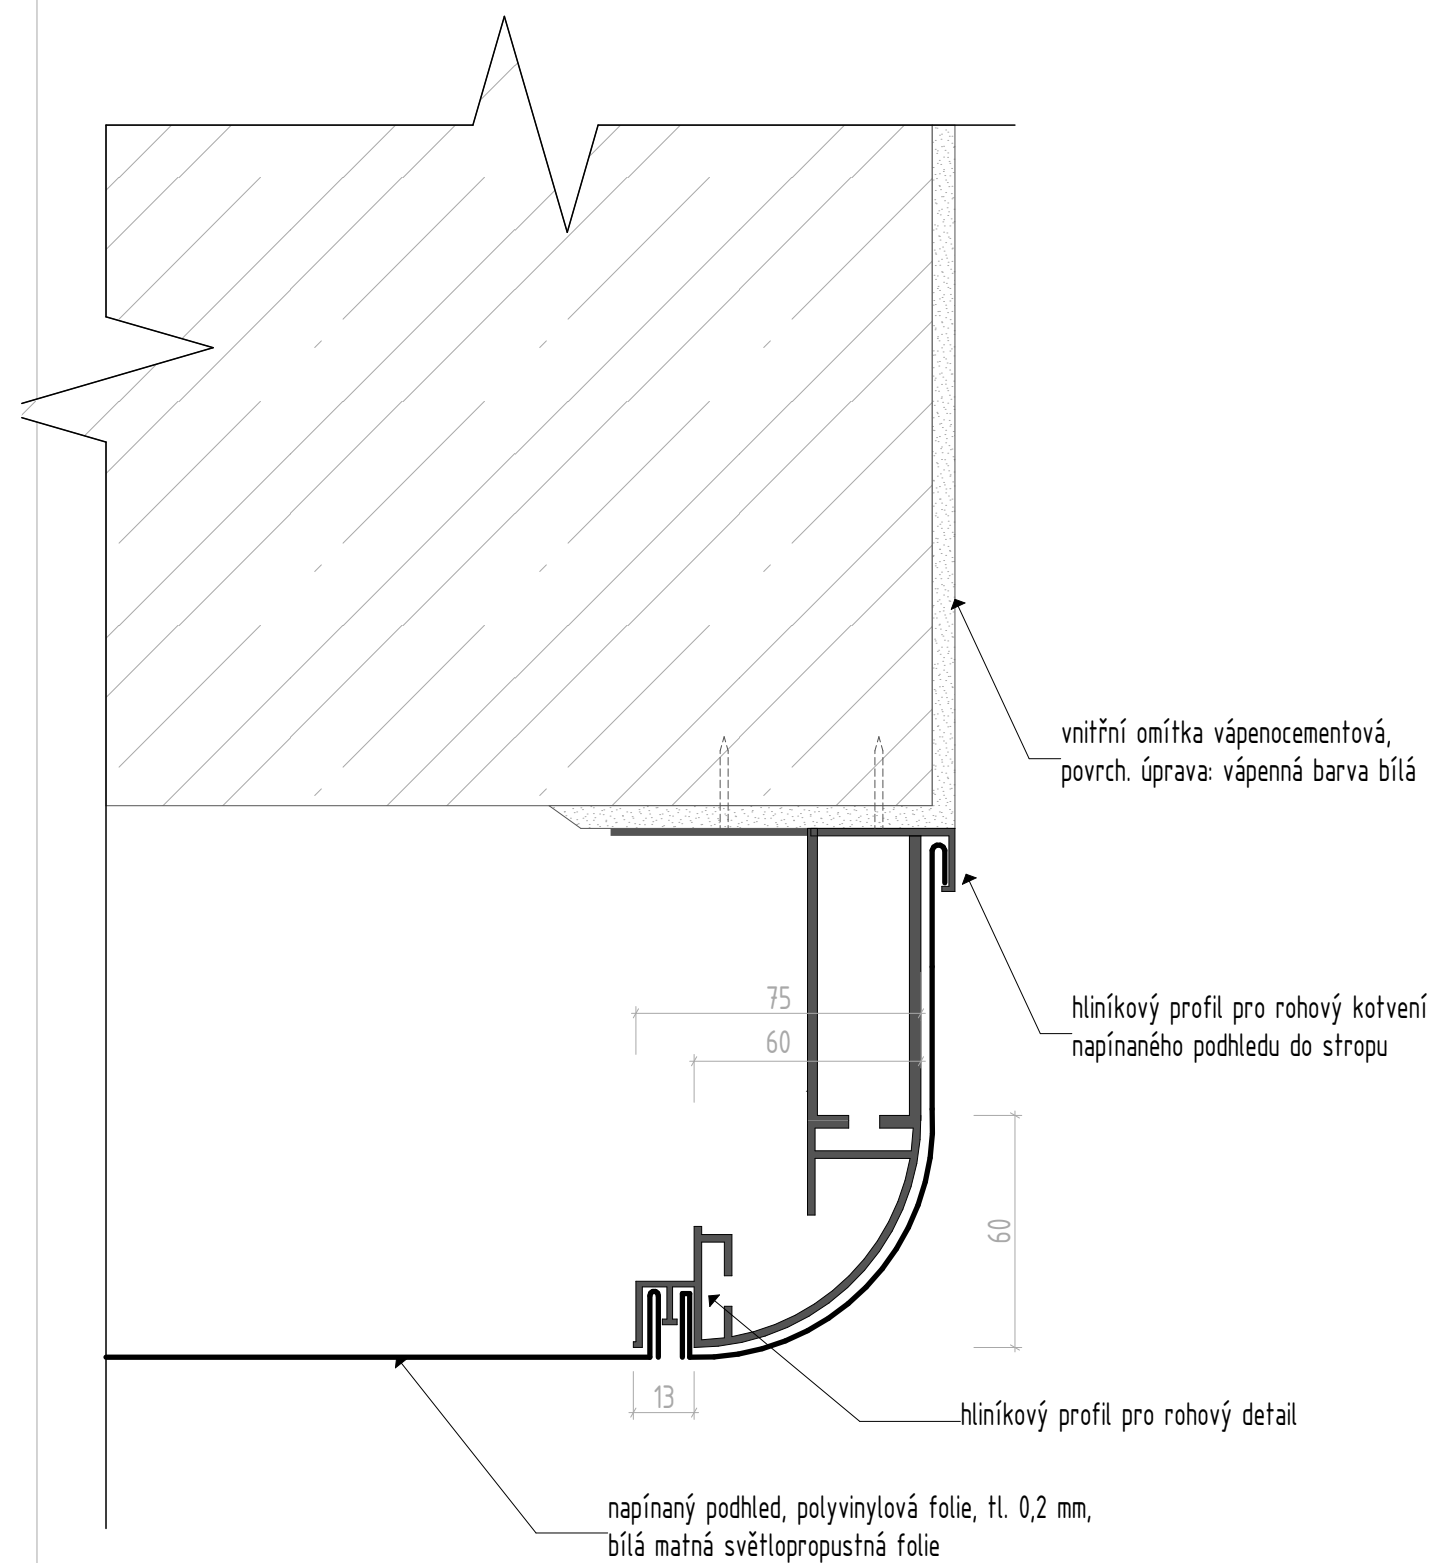 vnitřní omítka vápenocementová,
povrch. úprava: vápenná barva bílá
75
hliníkový profil pro rohový kotvení
napínaného podhledu do stropu
60
60
13
hliníkový profil pro rohový detail
napínaný podhled, polyvinylová folie, tl. 0,2 mm,
bílá matná světlopropustná folie